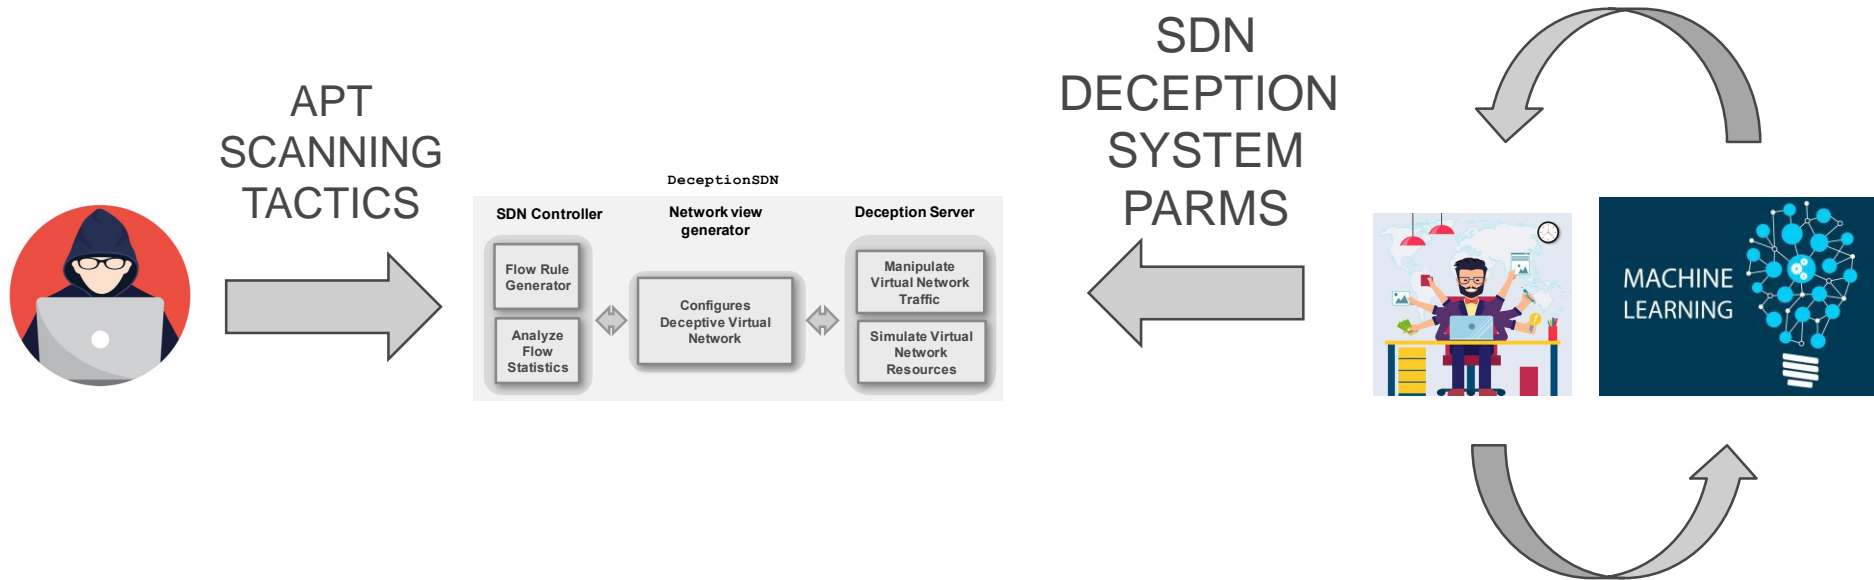 APT
SCANNING
TACTICS
DeceptionSDN
SDN Controller
Flow Rule
Generator
Analyze
Flow
Statistics
Network view
generator
Configures
Deceptive Virtual
Network
Deception Server
Manipulate
Virtual Network
Traffic
Simulate Virtual
Network
Resources
SDN
DECEPTION
SYSTEM
PARMS
MACHINE
LEARNING